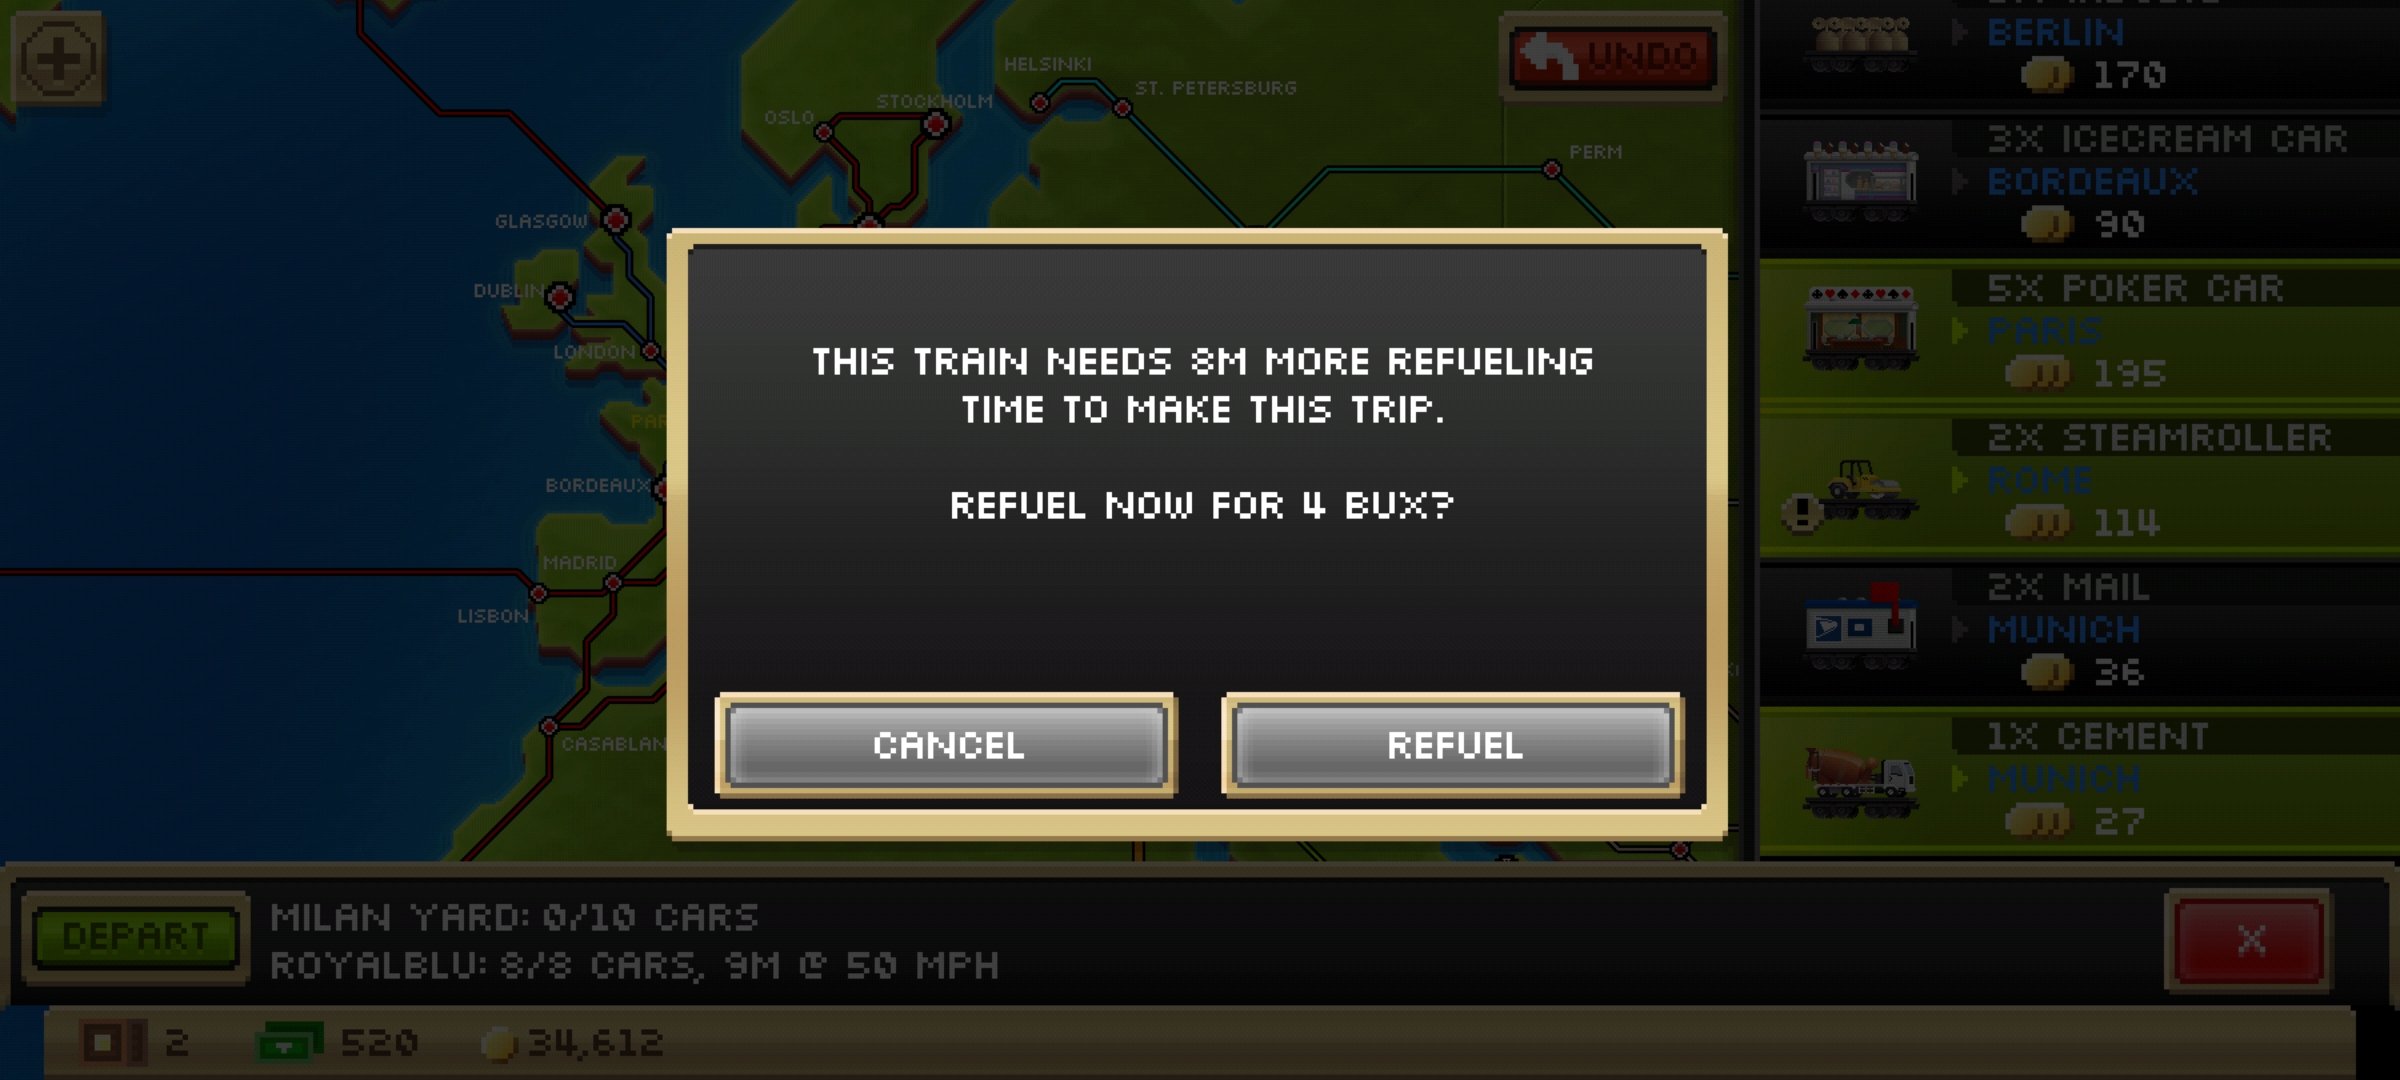 HELSINKI
ST. PETERSBURG
STOCKHOLM
OSLO
PERM
GLASGOW
DUBLIN
LONDON
PAR
BORDEAUX
MADRID
LISBON
CASABLAN
UNDO
BERLIN
170
3X ICECREAM CAR
BORDEAUX
90
5X POKER CAR
PARIS
195
2X STEAMROLLER
ROME
114
2X MAIL
MUNICH
36
1X CEMENT
MUNICH
27
THIS TRAIN NEEDS 8M MORE REFUELING
TIME TO MAKE THIS TRIP.
REFUEL NOW FOR 4 BUX?
CANCEL
REFUEL
DEPART
MILAN YARD: 0/10 CARS
ROYALBLU: 8/8 CARS, 9M @ 50 MPH
X
2
520
34,612